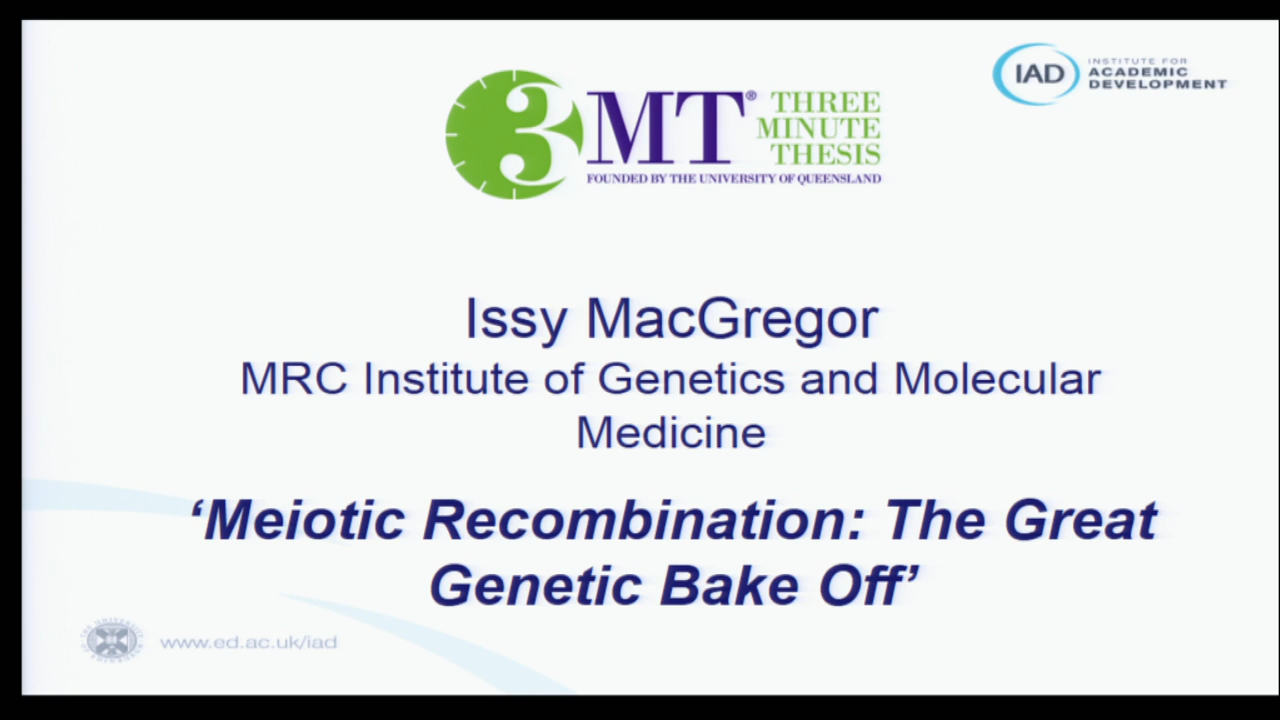 3MT® THREE
MINUTE
THESIS
FOUNDED BY THE UNIVERSITY OF QUEENSLAND
IAD
INSTITUTE FOR
ACADEMIC
DEVELOPMENT
Issy MacGregor
MRC Institute of Genetics and Molecular
Medicine
‘Meiotic Recombination: The Great
Genetic Bake Off’
www.ed.ac.uk/iad